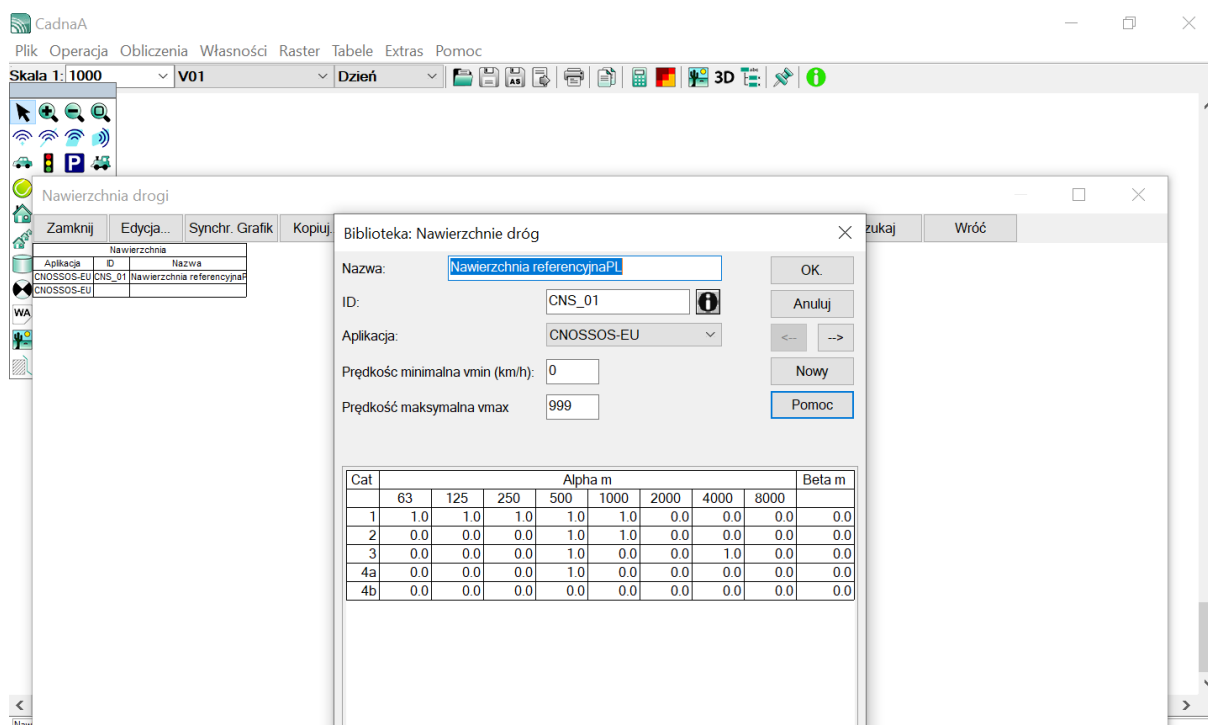 CadnaA
Plik Operacja Obliczenia Własności Raster Tabele Extras Pomoc
Skala 1: 1000 V01 Dzień AS 3D
P
Nawierzchnia drogi
Zamknij Edycja... Synchr. Grafik Kopiuj. zukaj Wróć
Nawierzchnia
Aplikacja ID Nazwa
CNOSSOS-EU CNS_01 Nawierzchnia referencyjnaP
CNOSSOS-EU
WA
Biblioteka: Nawierzchnie dróg
Nazwa: Nawierzchnia referencyjnaPL OK.
ID: CNS_01 Anuluj
Aplikacja: CNOSSOS-EU <-- -->
Prędkośc minimalna vmin (km/h): 0 Nowy
Prędkość maksymalna vmax 999 Pomoc
Cat Alpha m Beta m
63 125 250 500 1000 2000 4000 8000
1 1.0 1.0 1.0 1.0 1.0 0.0 0.0 0.0 0.0
2 0.0 0.0 0.0 1.0 1.0 0.0 0.0 0.0 0.0
3 0.0 0.0 0.0 1.0 0.0 0.0 1.0 0.0 0.0
4a 0.0 0.0 0.0 1.0 0.0 0.0 0.0 0.0 0.0
4b 0.0 0.0 0.0 0.0 0.0 0.0 0.0 0.0 0.0